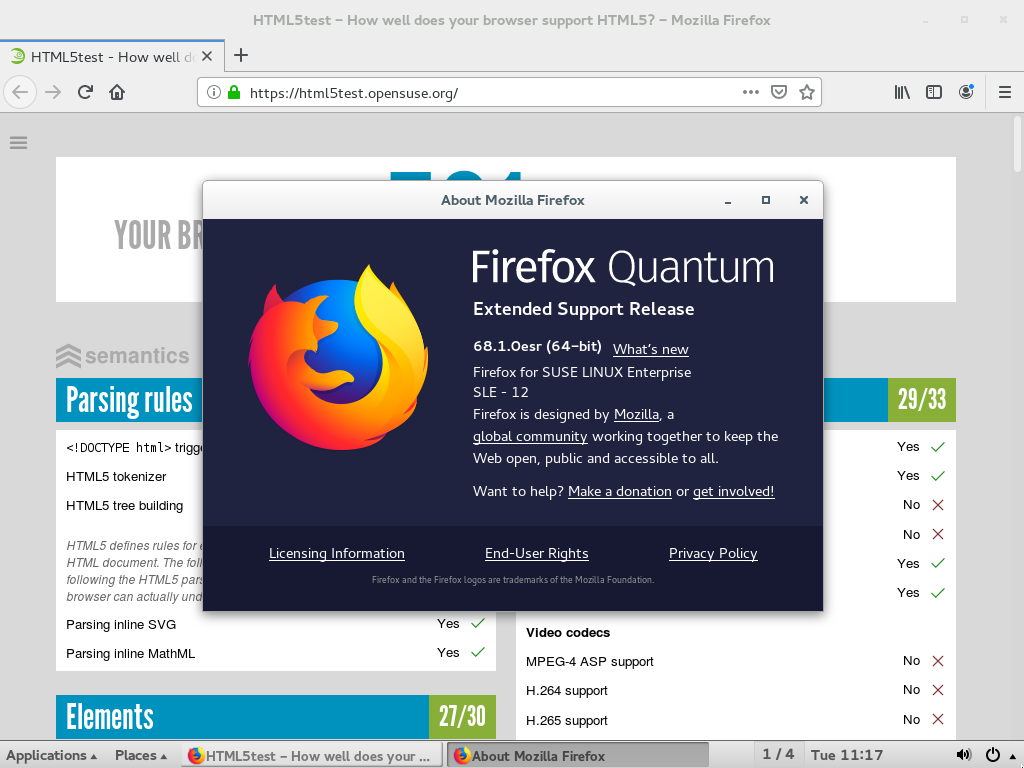 HTML5test – How well does your browser support HTML5? – Mozilla Firefox
HTML5test - How well d
https://html5test.opensuse.org/
YOUR BR
About Mozilla Firefox
Firefox Quantum
Extended Support Release
68.1.0esr (64-bit) What's new
Firefox for SUSE LINUX Enterprise
SLE - 12
Firefox is designed by Mozilla, a
global community working together to keep the
Web open, public and accessible to all.
Want to help? Make a donation or get involved!
Licensing Information End-User Rights Privacy Policy
Firefox and the Firefox logos are trademarks of the Mozilla Foundation.
semantics
Parsing rules
<!DOCTYPE html> trigge
HTML5 tokenizer
HTML5 tree building
HTML5 defines rules for e
HTML document. The foll
following the HTML5 pars
browser can actually und
Parsing inline SVG Yes
Parsing inline MathML Yes
Elements 27/30
29/33
Yes
Yes
No
No
Yes
Yes
Video codecs
MPEG-4 ASP support No
H.264 support No
H.265 support No
Applications Places HTML5test – How well does your ... About Mozilla Firefox 1 / 4 Tue 11:17